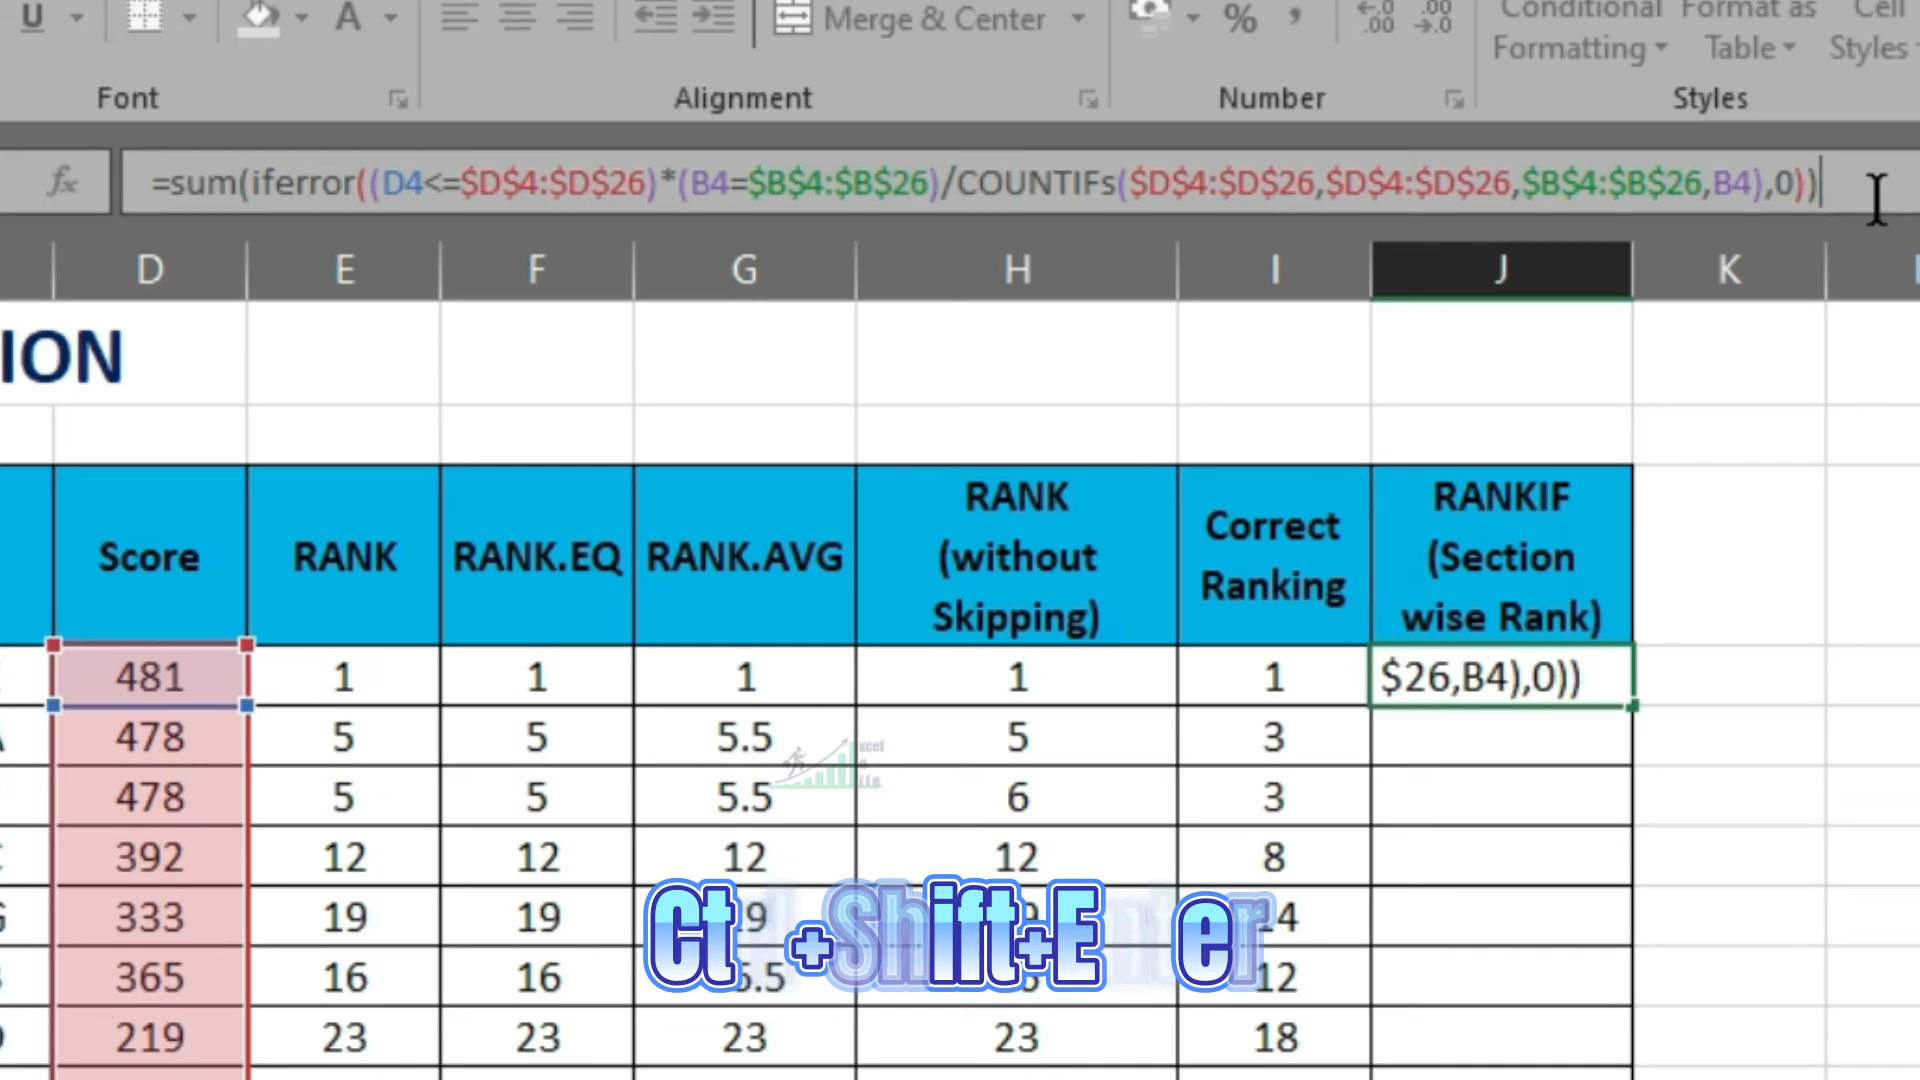 Merge & Center
Conditional Format as Cell
Formatting Table Styles
Font Alignment Number Styles
=sum(iferror((D4<=$D$4:$D$26)*(B4=$B$4:$B$26)/COUNTIFs($D$4:$D$26,$D$4:$D$26,$B$4:$B$26,B4),0))
D E F G H I J K
ION
Score RANK RANK.EQ RANK.AVG RANK (without Skipping) Correct Ranking RANKIF (Section wise Rank)
481 1 1 1 1 1 $26,B4),0))
478 5 5 5.5 5 3
478 5 5 5.5 6 3
392 12 12 12 12 8
333 19 19
365 16 16 12
219 23 23 23 23 18
Ctrl+Shift+Enter